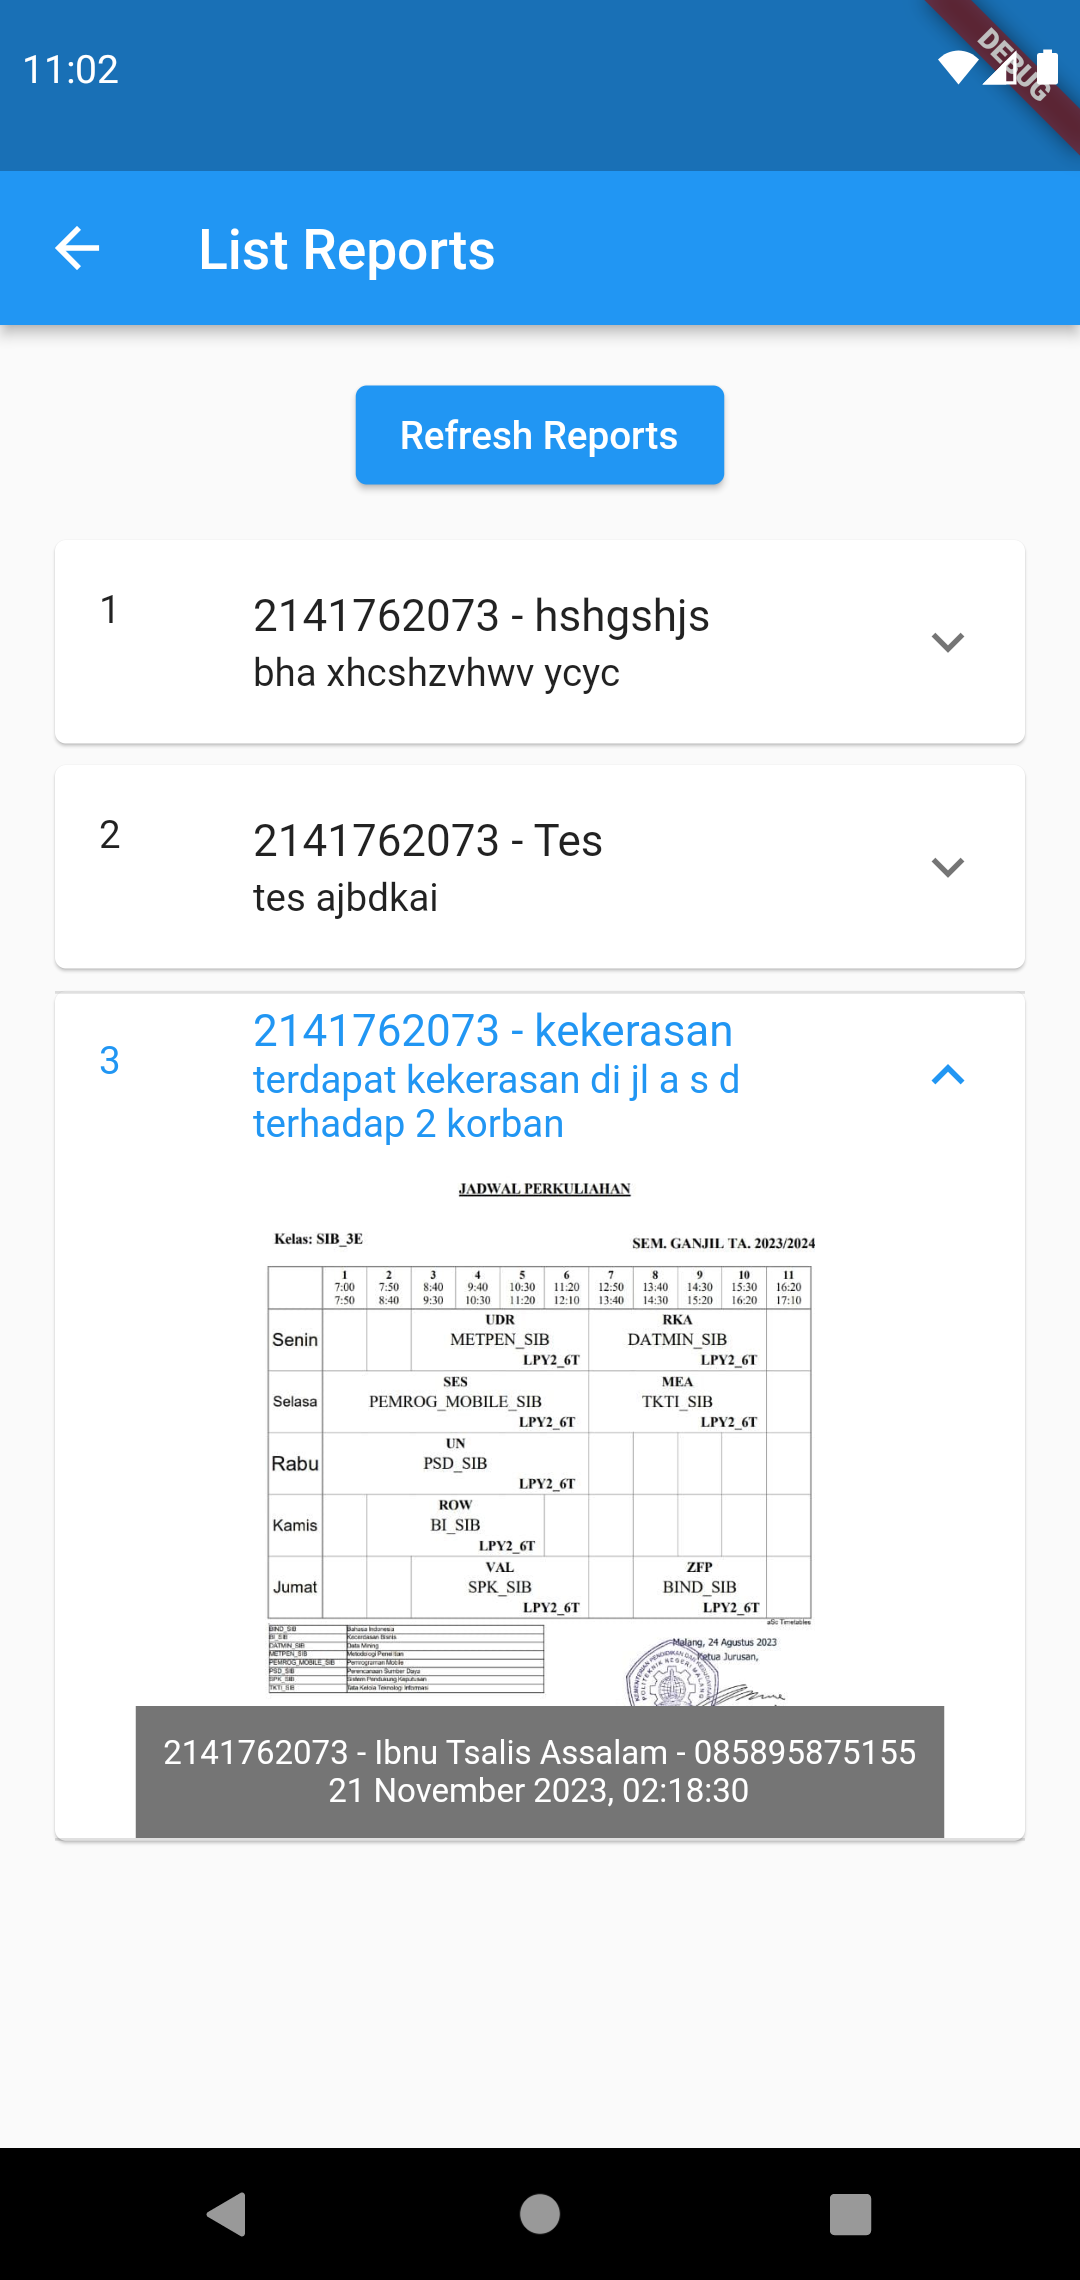 11:02
DEBUG
List Reports
Refresh Reports
1
2141762073 - hshgshjs
bha xhcshzvhwv ycyc
2
2141762073 - Tes
tes ajbdkai
3
2141762073 - kekerasan
terdapat kekerasan di jl a s d
terhadap 2 korban
JADWAL PERKULIAHAN
Kelas: SIB_3E
SEM. GANJIL TA. 2023/2024
1 2 3 4 5 6 7 8 9 10 11
7:00 7:50 8:40 9:40 10:30 11:20 12:50 13:40 14:30 15:30 16:20
7:50 8:40 9:30 10:30 11:20 12:10 13:40 14:30 15:20 16:20 17:10
UDR RKA
Senin METPEN_SIB DATMIN_SIB
LPY2_6T LPY2_6T
SES MEA
Selasa PEMROG_MOBILE_SIB TKTI_SIB
LPY2_6T LPY2_6T
UN
Rabu PSD_SIB
LPY2_6T
ROW
Kamis BI_SIB
LPY2_6T
VAL ZFP
Jumat SPK_SIB BIND_SIB
LPY2_6T LPY2_6T
aSc Timetables
BIND_SIB Bahasa Indonesia
BI_SIB Kecerdasan Bisnis
DATMIN_SIB Data Mining
METPEN_SIB Metodologi Penelitian
PEMROG_MOBILE_SIB Pemrograman Mobile
PSD_SIB Perencanaan Sumber Daya
SPK_SIB Sistem Pendukung Keputusan
TKTI_SIB Tata Kelola Teknologi Informasi
Malang, 24 Agustus 2023
Ketua Jurusan,
2141762073 - Ibnu Tsalis Assalam - 085895875155
21 November 2023, 02:18:30